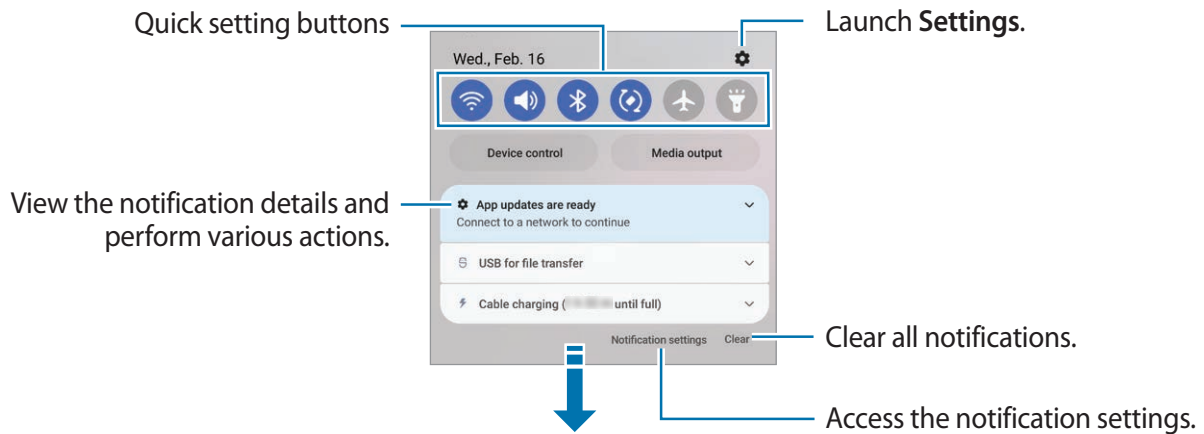 Quick setting buttons
Launch Settings.
Wed., Feb. 16
Device control
Media output
View the notification details and
perform various actions.
App updates are ready
Connect to a network to continue
USB for file transfer
Cable charging ( until full)
Notification settings
Clear
Clear all notifications.
Access the notification settings.